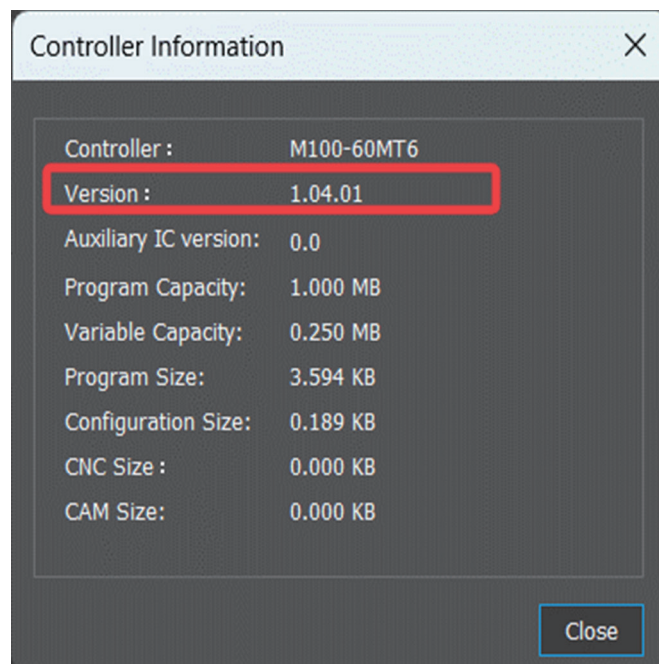 Controller Information
Controller : M100-60MT6
Version : 1.04.01
Auxiliary IC version: 0.0
Program Capacity: 1.000 MB
Variable Capacity: 0.250 MB
Program Size: 3.594 KB
Configuration Size: 0.189 KB
CNC Size : 0.000 KB
CAM Size: 0.000 KB
Close